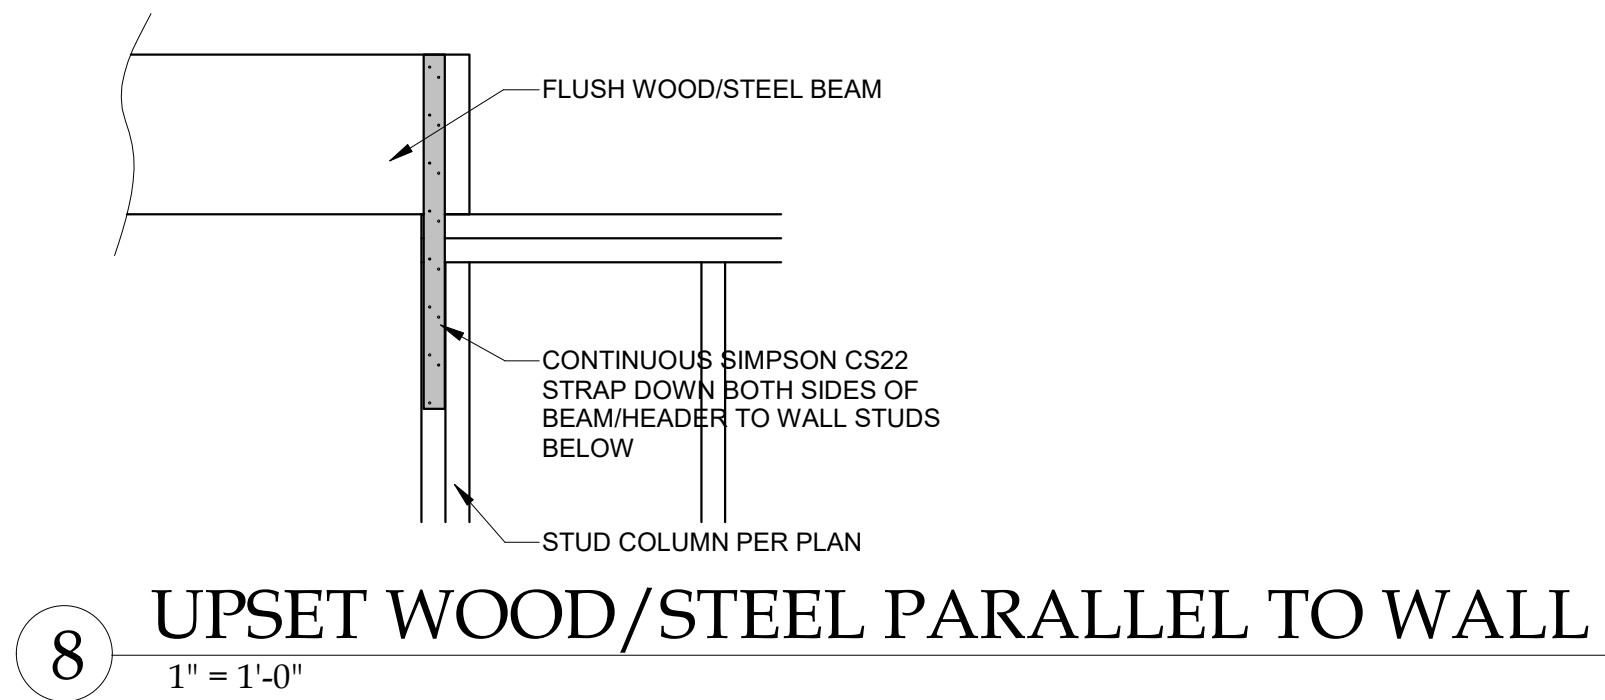 FLUSH WOOD/STEEL BEAM
CONTINUOUS SIMPSON CS22
STRAP DOWN BOTH SIDES OF
BEAM/HEADER TO WALL STUDS
BELOW
STUD COLUMN PER PLAN
8
UPSET WOOD/STEEL PARALLEL TO WALL
1" = 1'-0"